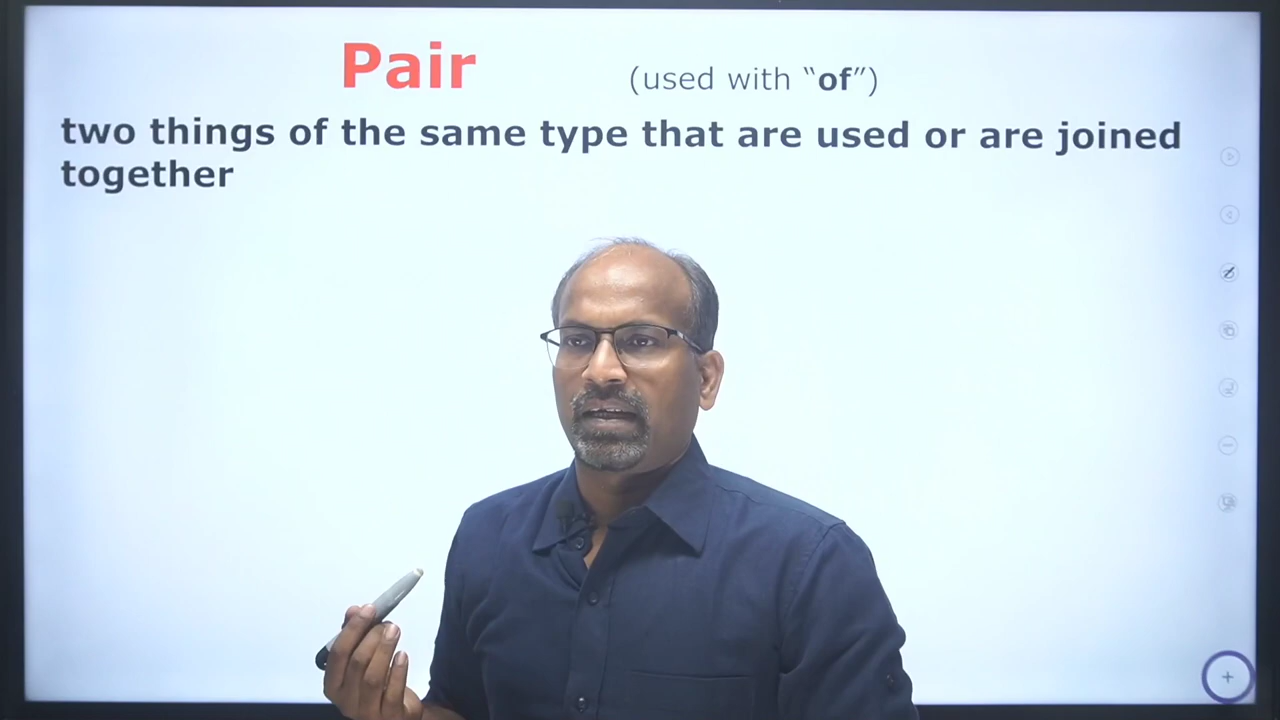 Pair (used with “of”)
two things of the same type that are used or are joined
together